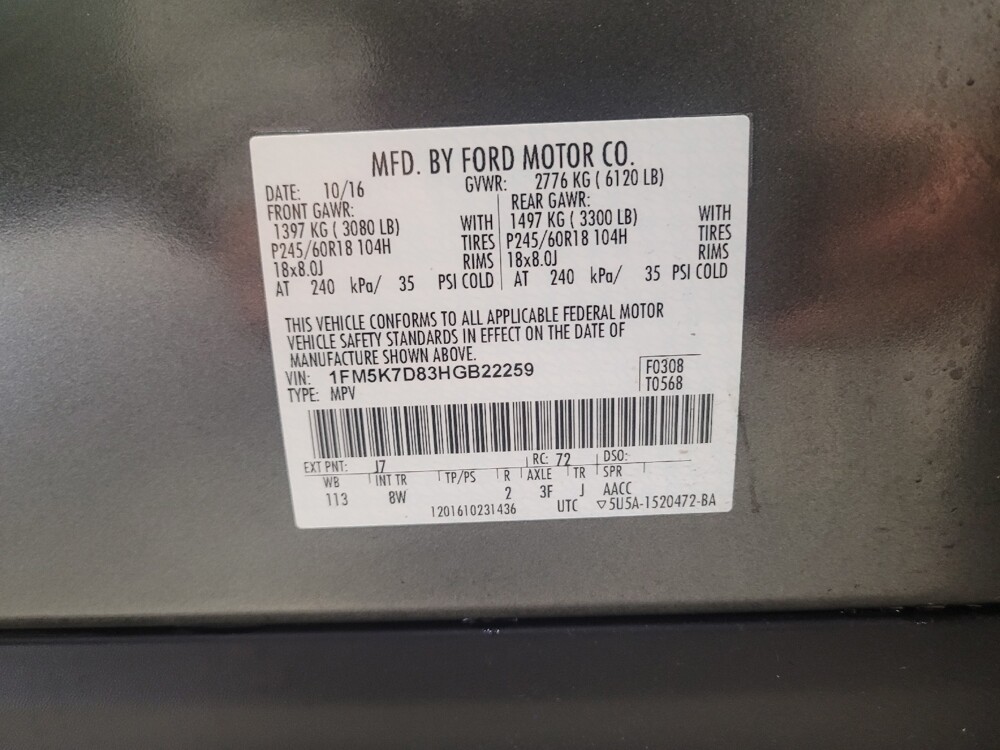 MFD. BY FORD MOTOR CO.
DATE: 10/16 GVWR: 2776 KG ( 6120 LB)
FRONT GAWR: REAR GAWR:
1397 KG ( 3080 LB) WITH 1497 KG ( 3300 LB) WITH
P245/60R18 104H TIRES P245/60R18 104H TIRES
18x8.0J RIMS 18x8.0J RIMS
AT 240 kPa/ 35 PSI COLD AT 240 kPa/ 35 PSI COLD
THIS VEHICLE CONFORMS TO ALL APPLICABLE FEDERAL MOTOR
VEHICLE SAFETY STANDARDS IN EFFECT ON THE DATE OF
MANUFACTURE SHOWN ABOVE.
VIN: 1FM5K7D83HGB22259 F0308
TYPE: MPV T0568
EXT PNT: J7 RC: 72 DSO:
WB INT TR TP/PS R AXLE TR SPR
113 8W 2 3F J AACC
1201610231436 UTC ▽5U5A-1520472-BA